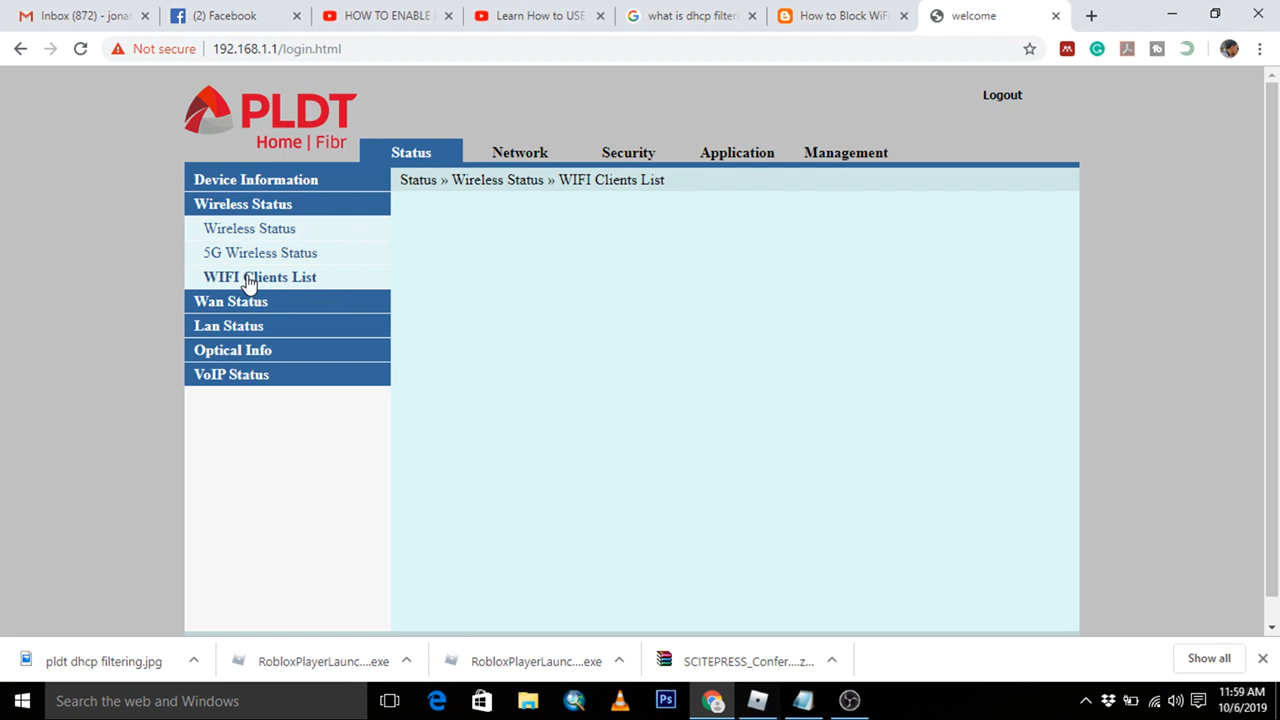 Inbox (872) - jonat
(2) Facebook
HOW TO ENABLE
Learn How to USE
what is dhcp filter
How to Block WiF
welcome
Not secure
192.168.1.1/login.html
PLDT
Home | Fibr
Logout
Status
Network
Security
Application
Management
Device Information
Status » Wireless Status » WIFI Clients List
Wireless Status
Wireless Status
5G Wireless Status
WIFI Clients List
Wan Status
Lan Status
Optical Info
VoIP Status
pldt dhcp filtering.jpg
RobloxPlayerLaunc....exe
RobloxPlayerLaunc....exe
SCITEPRESS_Confer....z...
Show all
Search the web and Windows
Ps
11:59 AM
10/6/2019